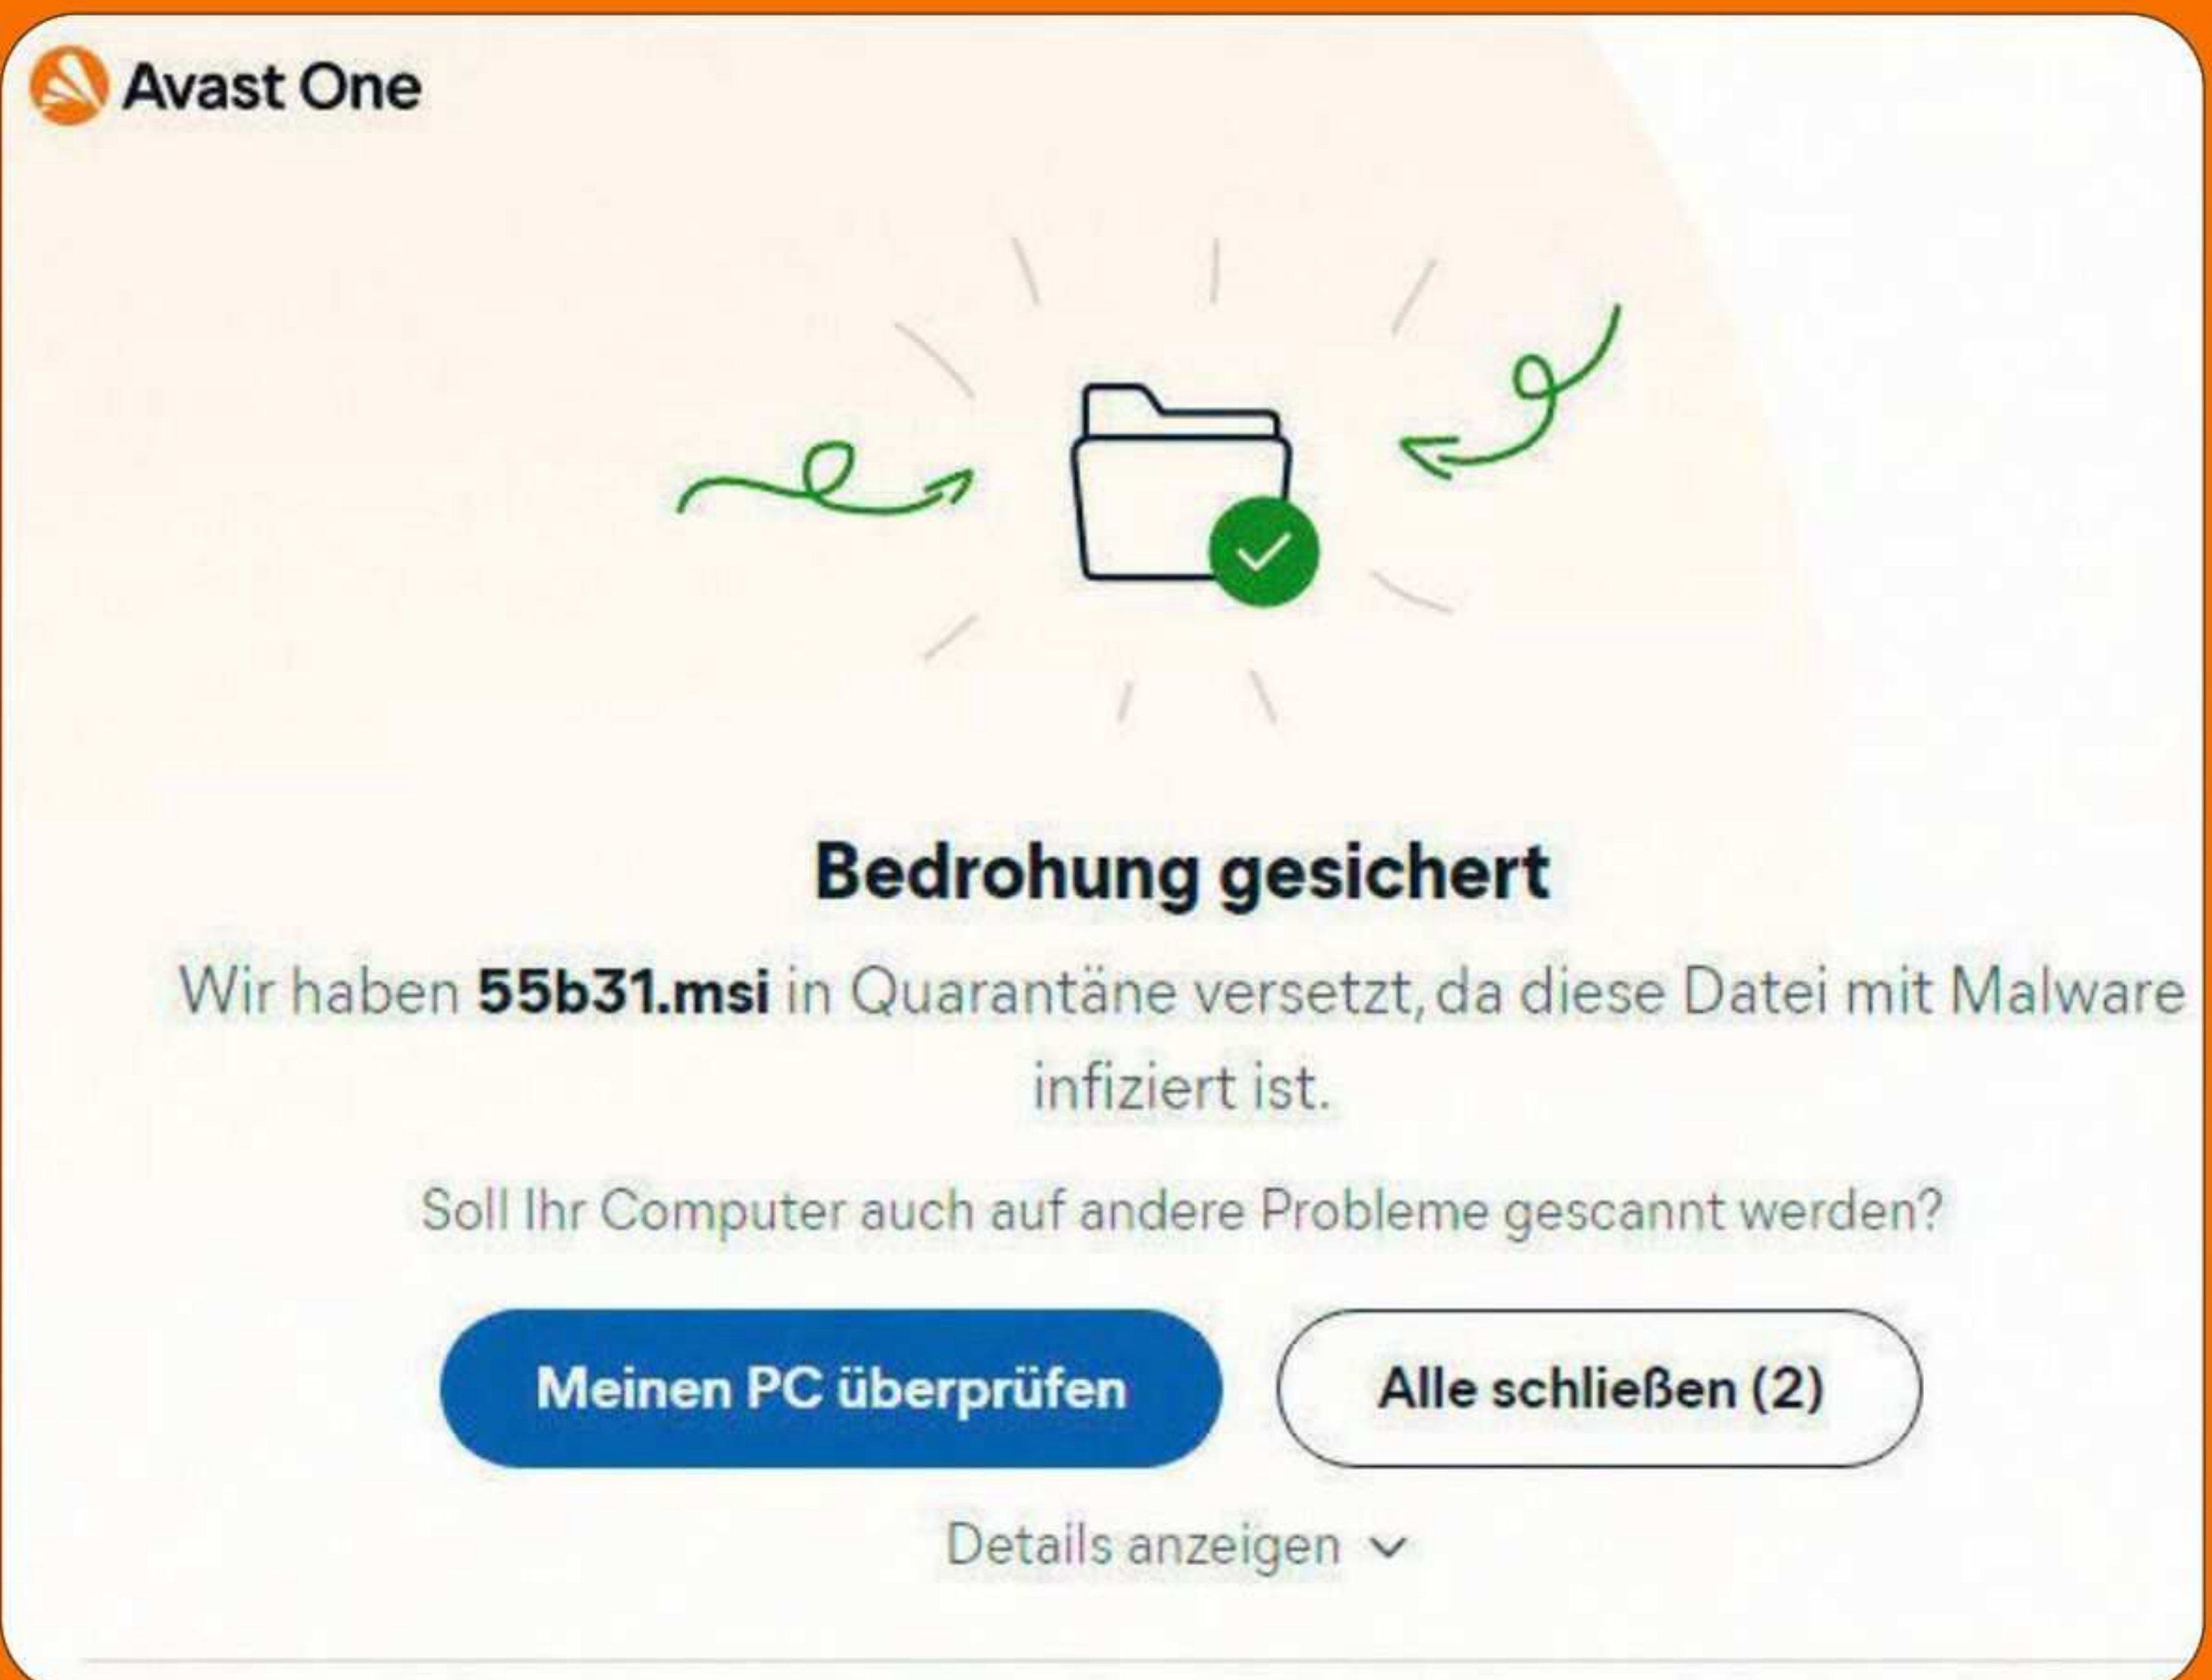 Avast One
Bedrohung gesichert
Wir haben 55b31.msi in Quarantäne versetzt, da diese Datei mit Malware
infiziert ist.
Soll Ihr Computer auch auf andere Probleme gescannt werden?
Meinen PC überprüfen
Alle schließen (2)
Details anzeigen